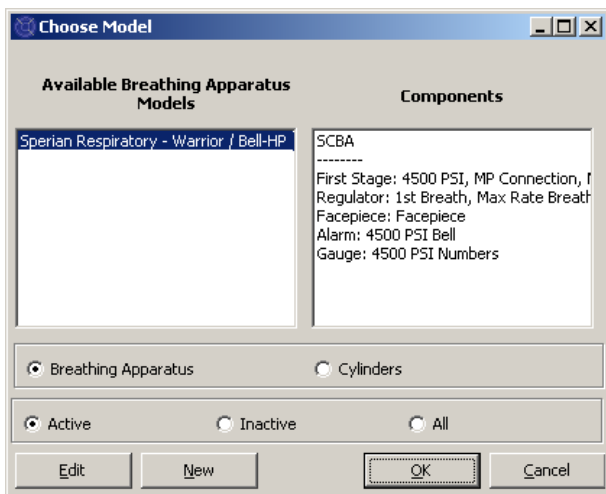 Choose Model
Available Breathing Apparatus
Models
Components
Sperian Respiratory - Warrior / Bell-HP
SCBA
--------
First Stage: 4500 PSI, MP Connection,
Regulator: 1st Breath, Max Rate Breath
Facepiece: Facepiece
Alarm: 4500 PSI Bell
Gauge: 4500 PSI Numbers
Breathing Apparatus
Cylinders
Active
Inactive
All
Edit
New
OK
Cancel